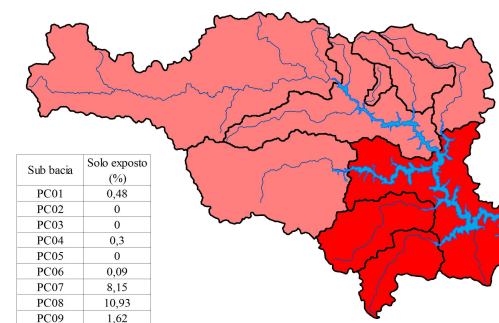 Sub bacia Solo exposto (%)
PC01 0,48
PC02 0
PC03 0
PC04 0,3
PC05 0
PC06 0,09
PC07 8,15
PC08 10,93
PC09 1,62